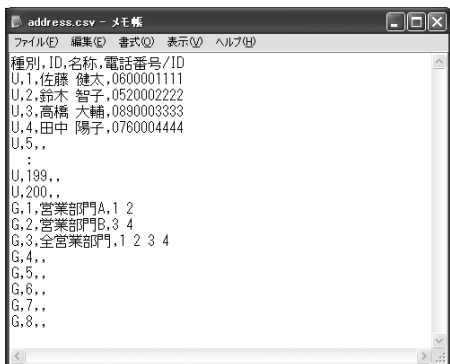 address.csv - メモ帳
ファイル(F) 編集(E) 書式(O) 表示(V) ヘルプ(H)
種別,ID,名称,電話番号/ID
U,1,佐藤 健太,0600001111
U,2,鈴木 智子,0520002222
U,3,高橋 大輔,0890003333
U,4,田中 陽子,0760004444
U,5,,
:
U,199,,
U,200,,
G,1,営業部門A,1 2
G,2,営業部門B,3 4
G,3,全営業部門,1 2 3 4
G,4,,
G,5,,
G,6,,
G,7,,
G,8,,